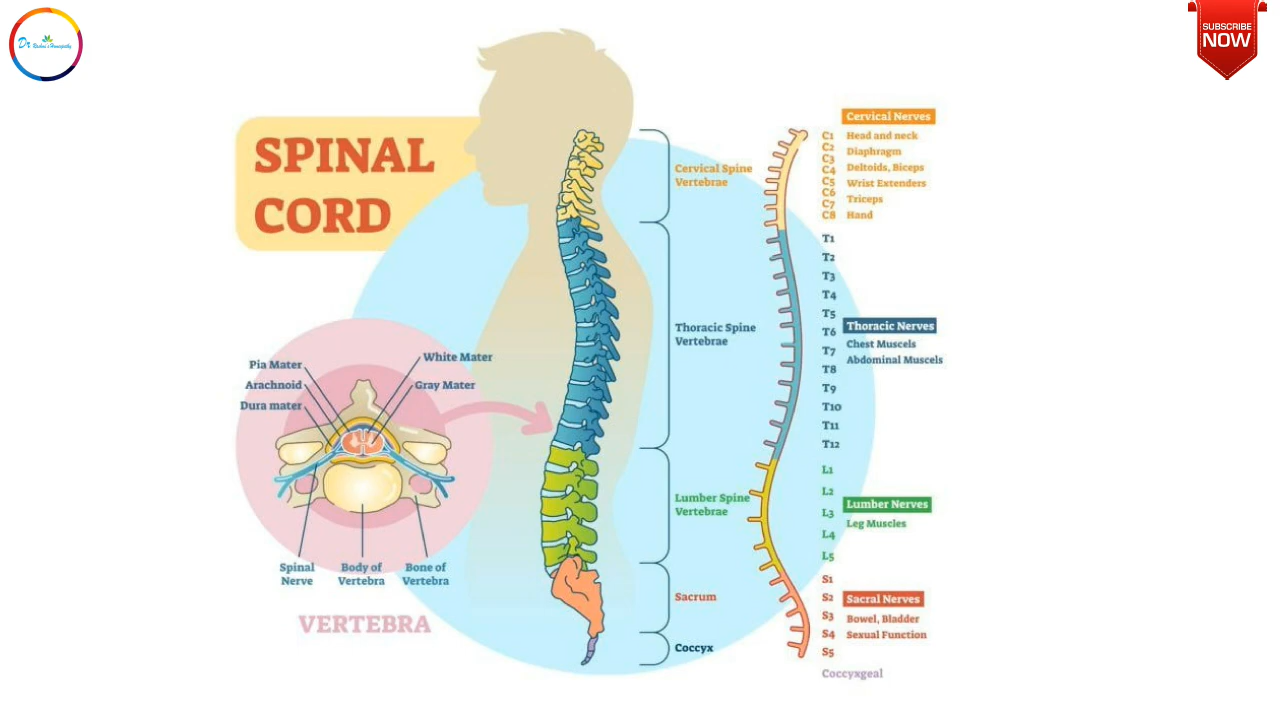 Dr Rashmi's Homeopathy
SUBSCRIBE
NOW
SPINAL
CORD
Cervical Spine
Vertebrae
Thoracic Spine
Vertebrae
Lumber Spine
Vertebrae
Sacrum
Coccyx
Cervical Nerves
C1
Head and neck
C2
Diaphragm
C3
C4
Deltoids, Biceps
C5
Wrist Extenders
C6
C7
Triceps
C8
Hand
T1
T2
T3
T4
T5
T6
Thoracic Nerves
T7
Chest Muscels
T8
Abdominal Muscels
T9
T10
T11
T12
L1
L2
L3
Lumber Nerves
L4
Leg Muscles
L5
S1
S2
Sacral Nerves
S3
Bowel, Bladder
S4
Sexual Function
S5
Coccyxgeal
Pia Mater
Arachnoid
Dura mater
White Mater
Gray Mater
Spinal
Nerve
Body of
Vertebra
Bone of
Vertebra
VERTEBRA